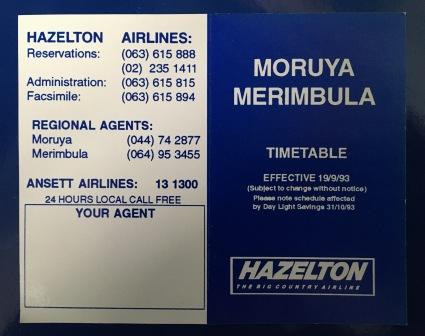 HAZELTON AIRLINES:
Reservations: (063) 615 888
(02) 235 1411
Administration: (063) 615 815
Facsimile: (063) 615 894
REGIONAL AGENTS:
Moruya (044) 74 2877
Merimbula (064) 95 3455
ANSETT AIRLINES: 13 1300
24 HOURS LOCAL CALL FREE
YOUR AGENT
MORUYA
MERIMBULA
TIMETABLE
EFFECTIVE 19/9/93
(Subject to change without notice)
Please note schedule affected
by Day Light Savings 31/10/93
HAZELTON
THE BIG COUNTRY AIRLINE